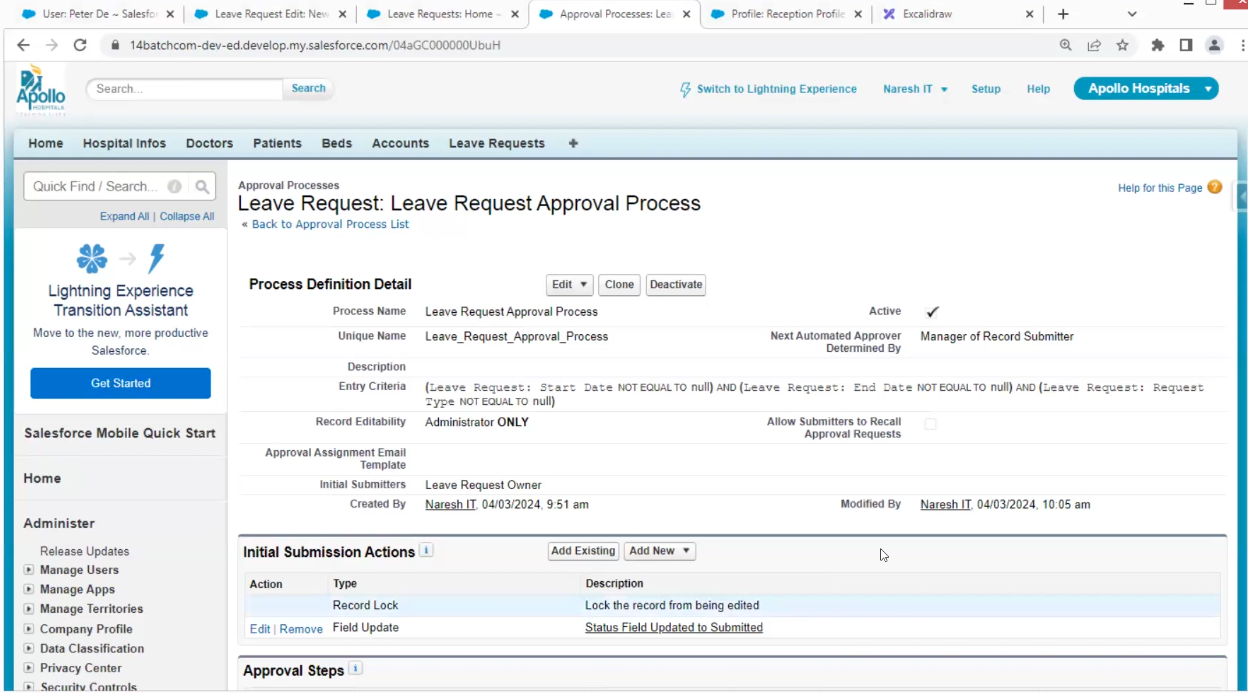 User: Peter De ~ Salesfo
Leave Request Edit: New
Leave Requests: Home ~
Approval Processes: Lea
Profile: Reception Profile
Excalidraw
14batchcom-dev-ed.develop.my.salesforce.com/04aGC000000UbuH
Apollo
HOSPITALS
Search...
Search
Switch to Lightning Experience
Naresh IT
Setup
Help
Apollo Hospitals
Home
Hospital Infos
Doctors
Patients
Beds
Accounts
Leave Requests
Quick Find / Search...
Expand All | Collapse All
Lightning Experience
Transition Assistant
Move to the new, more productive
Salesforce.
Get Started
Salesforce Mobile Quick Start
Home
Administer
Release Updates
Manage Users
Manage Apps
Manage Territories
Company Profile
Data Classification
Privacy Center
Security Controls
Approval Processes
Leave Request: Leave Request Approval Process
« Back to Approval Process List
Help for this Page
Process Definition Detail
Edit
Clone
Deactivate
Process Name Leave Request Approval Process
Active
Unique Name Leave_Request_Approval_Process
Next Automated Approver
Determined By
Manager of Record Submitter
Description
Entry Criteria (Leave Request: Start Date NOT EQUAL TO null) AND (Leave Request: End Date NOT EQUAL TO null) AND (Leave Request: Request
Type NOT EQUAL TO null)
Record Editability Administrator ONLY
Allow Submitters to Recall
Approval Requests
Approval Assignment Email
Template
Initial Submitters Leave Request Owner
Created By Naresh IT, 04/03/2024, 9:51 am
Modified By Naresh IT, 04/03/2024, 10:05 am
Initial Submission Actions
Add Existing
Add New
Action Type Description
Record Lock Lock the record from being edited
Edit | Remove Field Update Status Field Updated to Submitted
Approval Steps